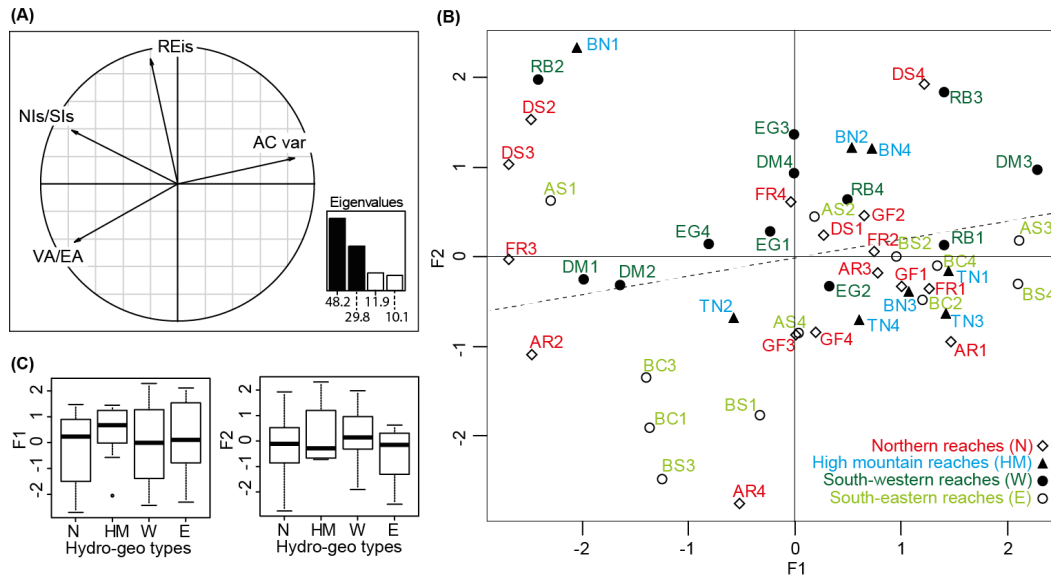 (A)
REis
NIs/SIs
AC var
VA/EA
Eigenvalues
48.2 11.9
29.8 10.1
(B)
F2
2
1
0
-1
-2
BN1
RB2
DS2
DS3
AS1
FR3
DM1
DM2
AR2
EG4
EG1
EG3
DM4
FR4
BN2
BN4
DS4
RB3
DM3
RB4
AS2
GF2
DS1
FR2
BS2
RB1
AS3
AR3
BC4
TN1
GF1
FR1
BS4
EG2
BN3
BC2
TN2
AS4
GF3
GF4
TN4
TN3
AR1
BC3
BC1
BS1
BS3
AR4
Northern reaches (N)
High mountain reaches (HM)
South-western reaches (W)
South-eastern reaches (E)
-2 -1 0 1 2
F1
(C)
F1
2
1
0
-1
-2
N HM W E
Hydro-geo types
F2
2
1
0
-1
-2
N HM W E
Hydro-geo types